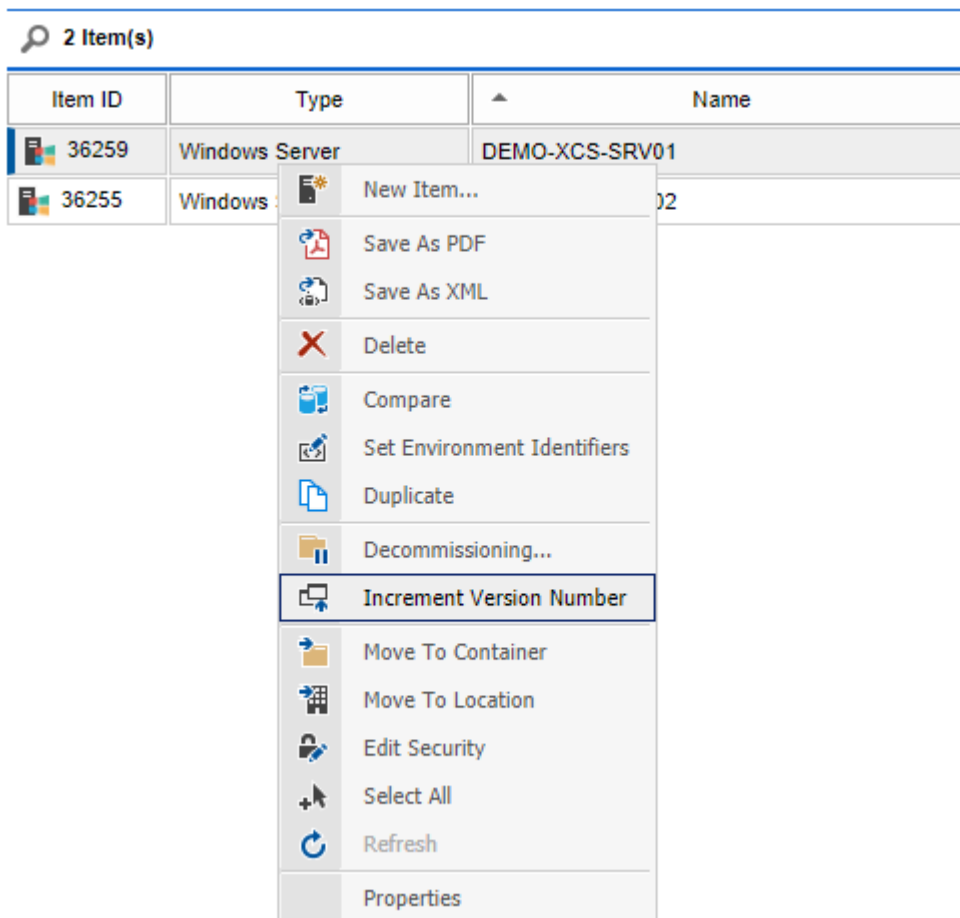 2 Item(s)
Item ID Type Name
36259 Windows Server DEMO-XCS-SRV01
36255 Windows 02
New Item...
Save As PDF
Save As XML
Delete
Compare
Set Environment Identifiers
Duplicate
Decommissioning...
Increment Version Number
Move To Container
Move To Location
Edit Security
Select All
Refresh
Properties